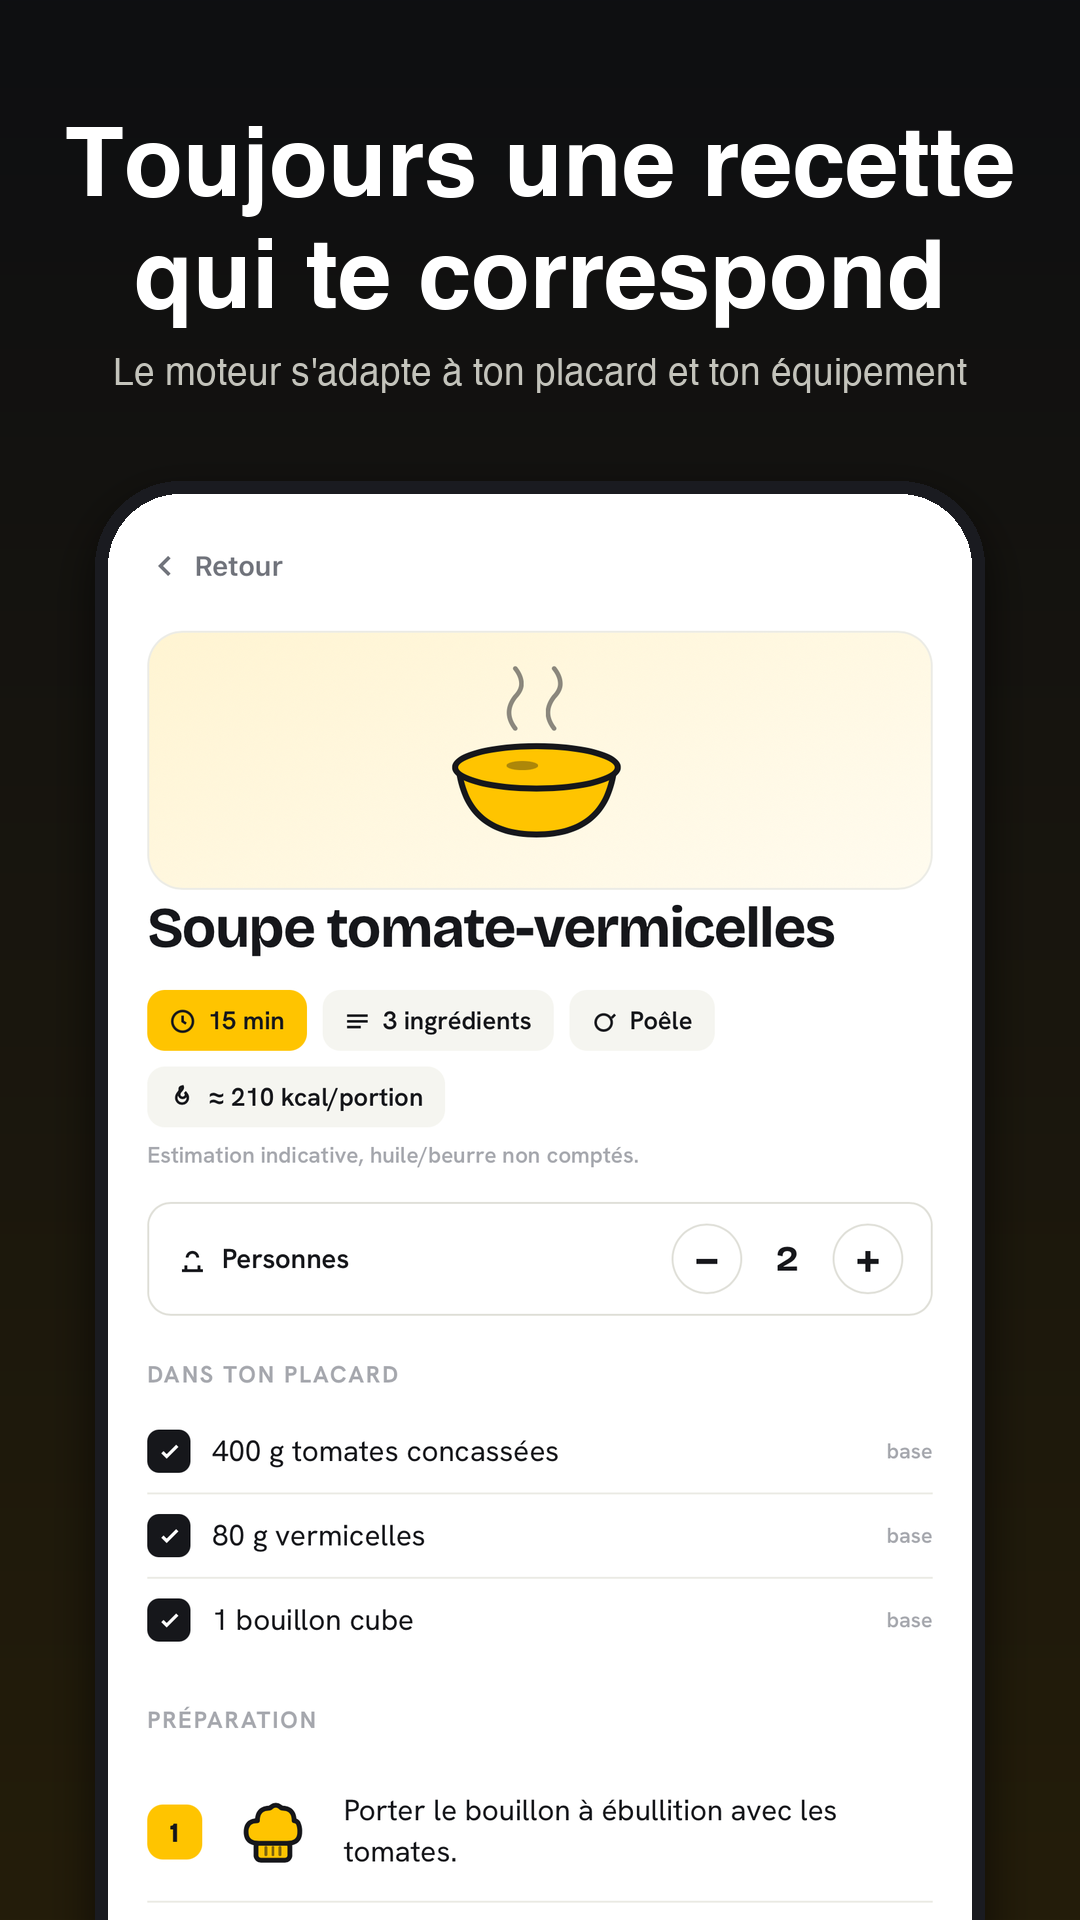 Toujours une recette
qui te correspond
Le moteur s'adapte à ton placard et ton équipement
Retour
Soupe tomate-vermicelles
15 min
3 ingrédients
Poêle
≈ 210 kcal/portion
Estimation indicative, huile/beurre non comptés.
Personnes
− 2 +
DANS TON PLACARD
400 g tomates concassées base
80 g vermicelles base
1 bouillon cube base
PRÉPARATION
1 Porter le bouillon à ébullition avec les
tomates.